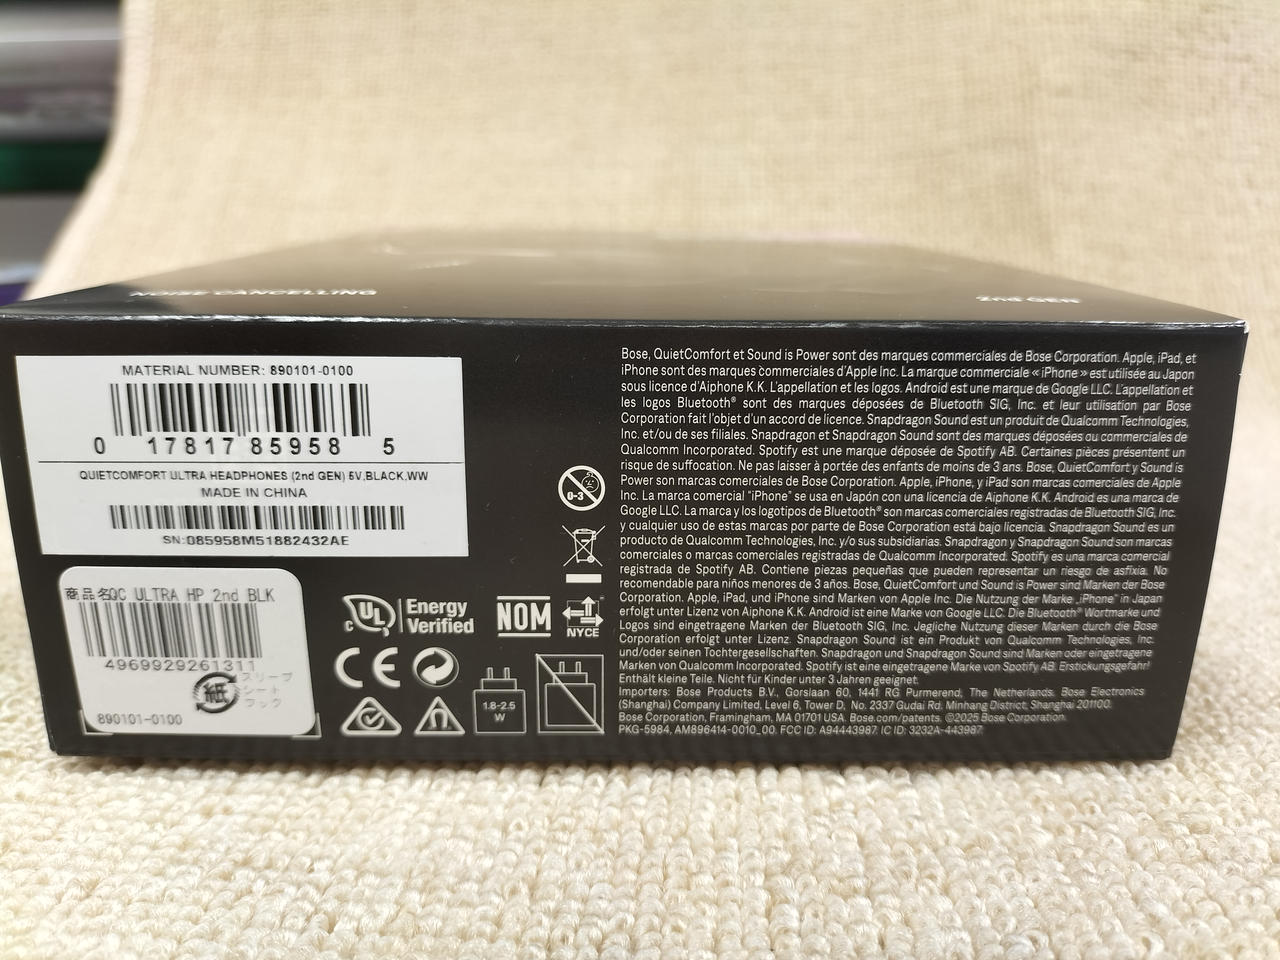 NOISE CANCELLING
2nd GEN
MATERIAL NUMBER: 890101-0100
0 17817 85958 5
QUIETCOMFORT ULTRA HEADPHONES (2nd GEN) 6V,BLACK,WW
MADE IN CHINA
SN:085958M51882432AE
商品名QC ULTRA HP 2nd BLK
4969929261311
紙
スリーブ
シート
フック
890101-0100
0-3
c UL Energy
Verified
NOM
NYCE
CE
1.8-2.5
W
Bose, QuietComfort et Sound is Power sont des marques commerciales de Bose Corporation. Apple, iPad, et
iPhone sont des marques commerciales d'Apple Inc. La marque commerciale « iPhone » est utilisée au Japon
sous licence d'Aiphone K.K. L'appellation et les logos. Android est une marque de Google LLC. L'appellation et
les logos Bluetooth® sont des marques déposées de Bluetooth SIG, Inc. et leur utilisation par Bose
Corporation fait l'objet d'un accord de licence. Snapdragon Sound est un produit de Qualcomm Technologies,
Inc. et/ou de ses filiales. Snapdragon et Snapdragon Sound sont des marques déposées ou commerciales de
Qualcomm Incorporated. Spotify est une marque déposée de Spotify AB. Certaines pièces présentent un
risque de suffocation. Ne pas laisser à portée des enfants de moins de 3 ans. Bose, QuietComfort y Sound is
Power son marcas comerciales de Bose Corporation. Apple, iPhone, y iPad son marcas comerciales de Apple
Inc. La marca comercial "iPhone" se usa en Japón con una licencia de Aiphone K.K. Android es una marca de
Google LLC. La marca y los logotipos de Bluetooth® son marcas comerciales registradas de Bluetooth SIG, Inc.
y cualquier uso de estas marcas por parte de Bose Corporation está bajo licencia. Snapdragon Sound es un
producto de Qualcomm Technologies, Inc. y/o sus subsidiarias. Snapdragon y Snapdragon Sound son marcas
comerciales o marcas comerciales registradas de Qualcomm Incorporated. Spotify es una marca comercial
registrada de Spotify AB. Contiene piezas pequeñas que pueden representar un riesgo de asfixia. No
recomendable para niños menores de 3 años. Bose, QuietComfort und Sound is Power sind Marken der Bose
Corporation. Apple, iPad, und iPhone sind Marken von Apple Inc. Die Nutzung der Marke „iPhone" in Japan
erfolgt unter Lizenz von Aiphone K.K. Android ist eine Marke von Google LLC. Die Bluetooth® Wortmarke und
Logos sind eingetragene Marken der Bluetooth SIG, Inc. Jegliche Nutzung dieser Marken durch die Bose
Corporation erfolgt unter Lizenz. Snapdragon Sound ist ein Produkt von Qualcomm Technologies, Inc.
und/oder seinen Tochtergesellschaften. Snapdragon und Snapdragon Sound sind Marken oder eingetragene
Marken von Qualcomm Incorporated. Spotify ist eine eingetragene Marke von Spotify AB. Erstickungsgefahr!
Enthält kleine Teile. Nicht für Kinder unter 3 Jahren geeignet.
Importers: Bose Products B.V., Gorslaan 60, 1441 RG Purmerend, The Netherlands. Bose Electronics
(Shanghai) Company Limited, Level 6, Tower D, No. 2337 Gudai Rd. Minhang District, Shanghai 201100.
Bose Corporation, Framingham, MA 01701 USA. Bose.com/patents. ©2025 Bose Corporation.
PKG-5984, AM896414-0010_00. FCC ID: A94443987. IC ID: 3232A-443987.